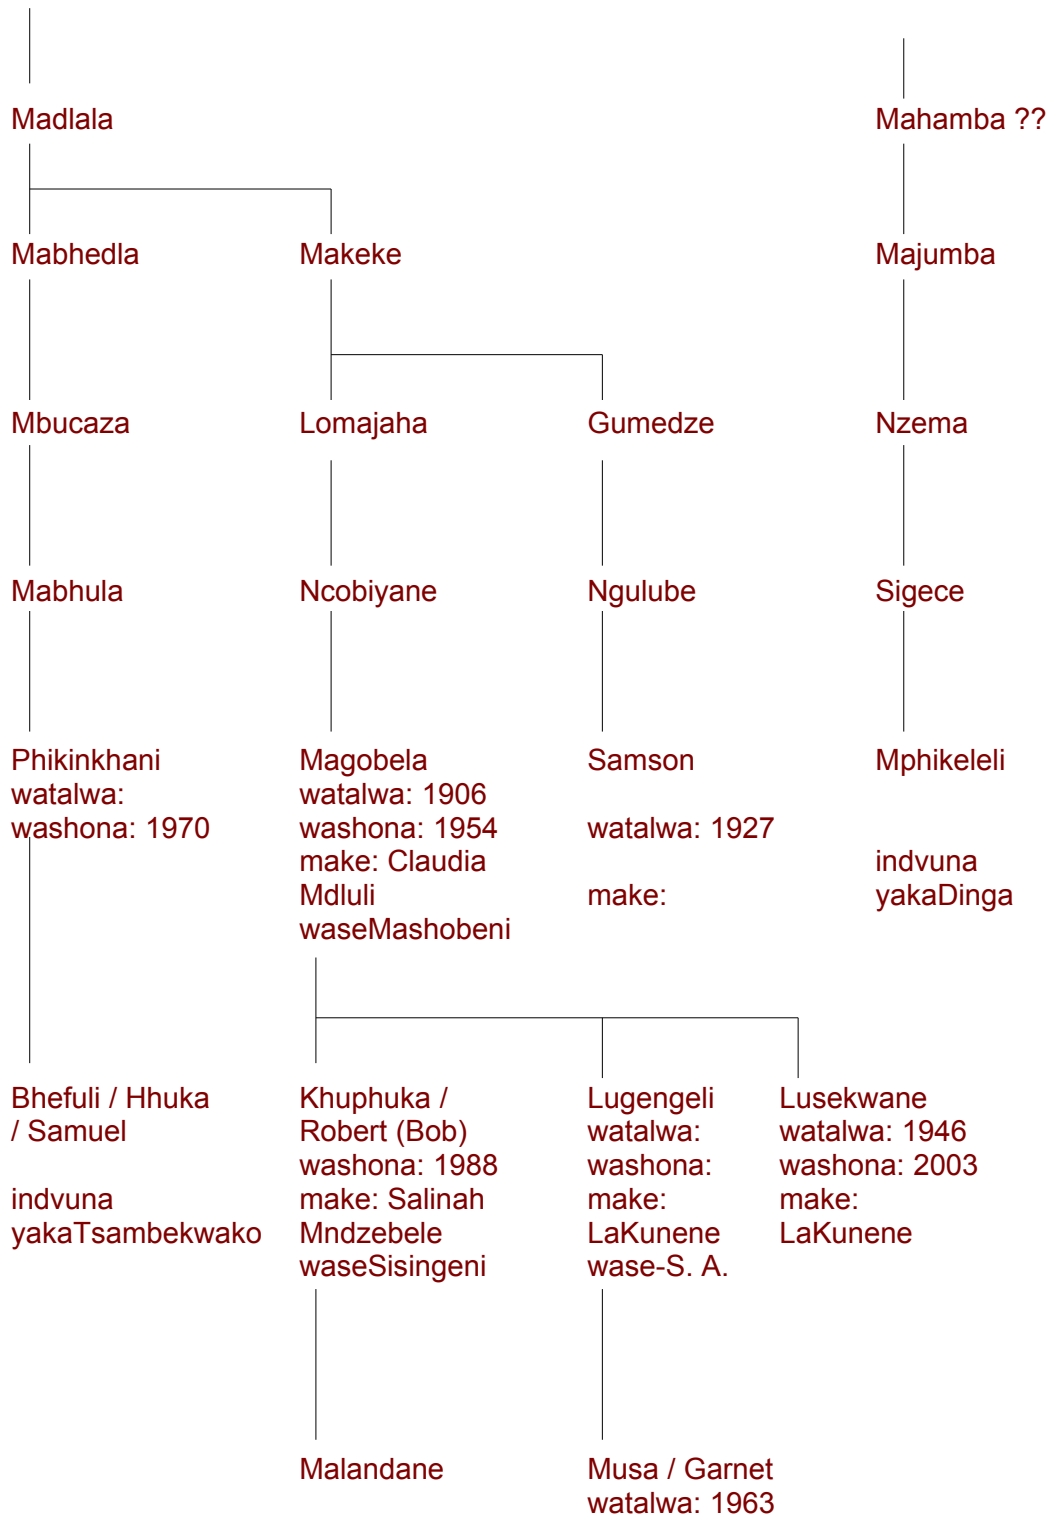 Madlala
Mahamba ??
Mabhedla
Makeke
Majumba
Mbucaza
Lomajaha
Gumedze
Nzema
Mabhula
Ncobiyane
Ngulube
Sigece
Phikinkhani
watalwa:
washona: 1970
Magobela
watalwa: 1906
washona: 1954
make: Claudia
Mdluli
waseMashobeni
Samson
watalwa: 1927
make:
Mphikeleli
indvuna
yakaDinga
Bhefuli / Hhuka
/ Samuel
indvuna
yakaTsambekwako
Khuphuka /
Robert (Bob)
washona: 1988
make: Salinah
Mndzebele
waseSisingeni
Lugengeli
watalwa:
washona:
make:
LaKunene
wase-S. A.
Lusekwane
watalwa: 1946
washona: 2003
make:
LaKunene
Malandane
Musa / Garnet
watalwa: 1963